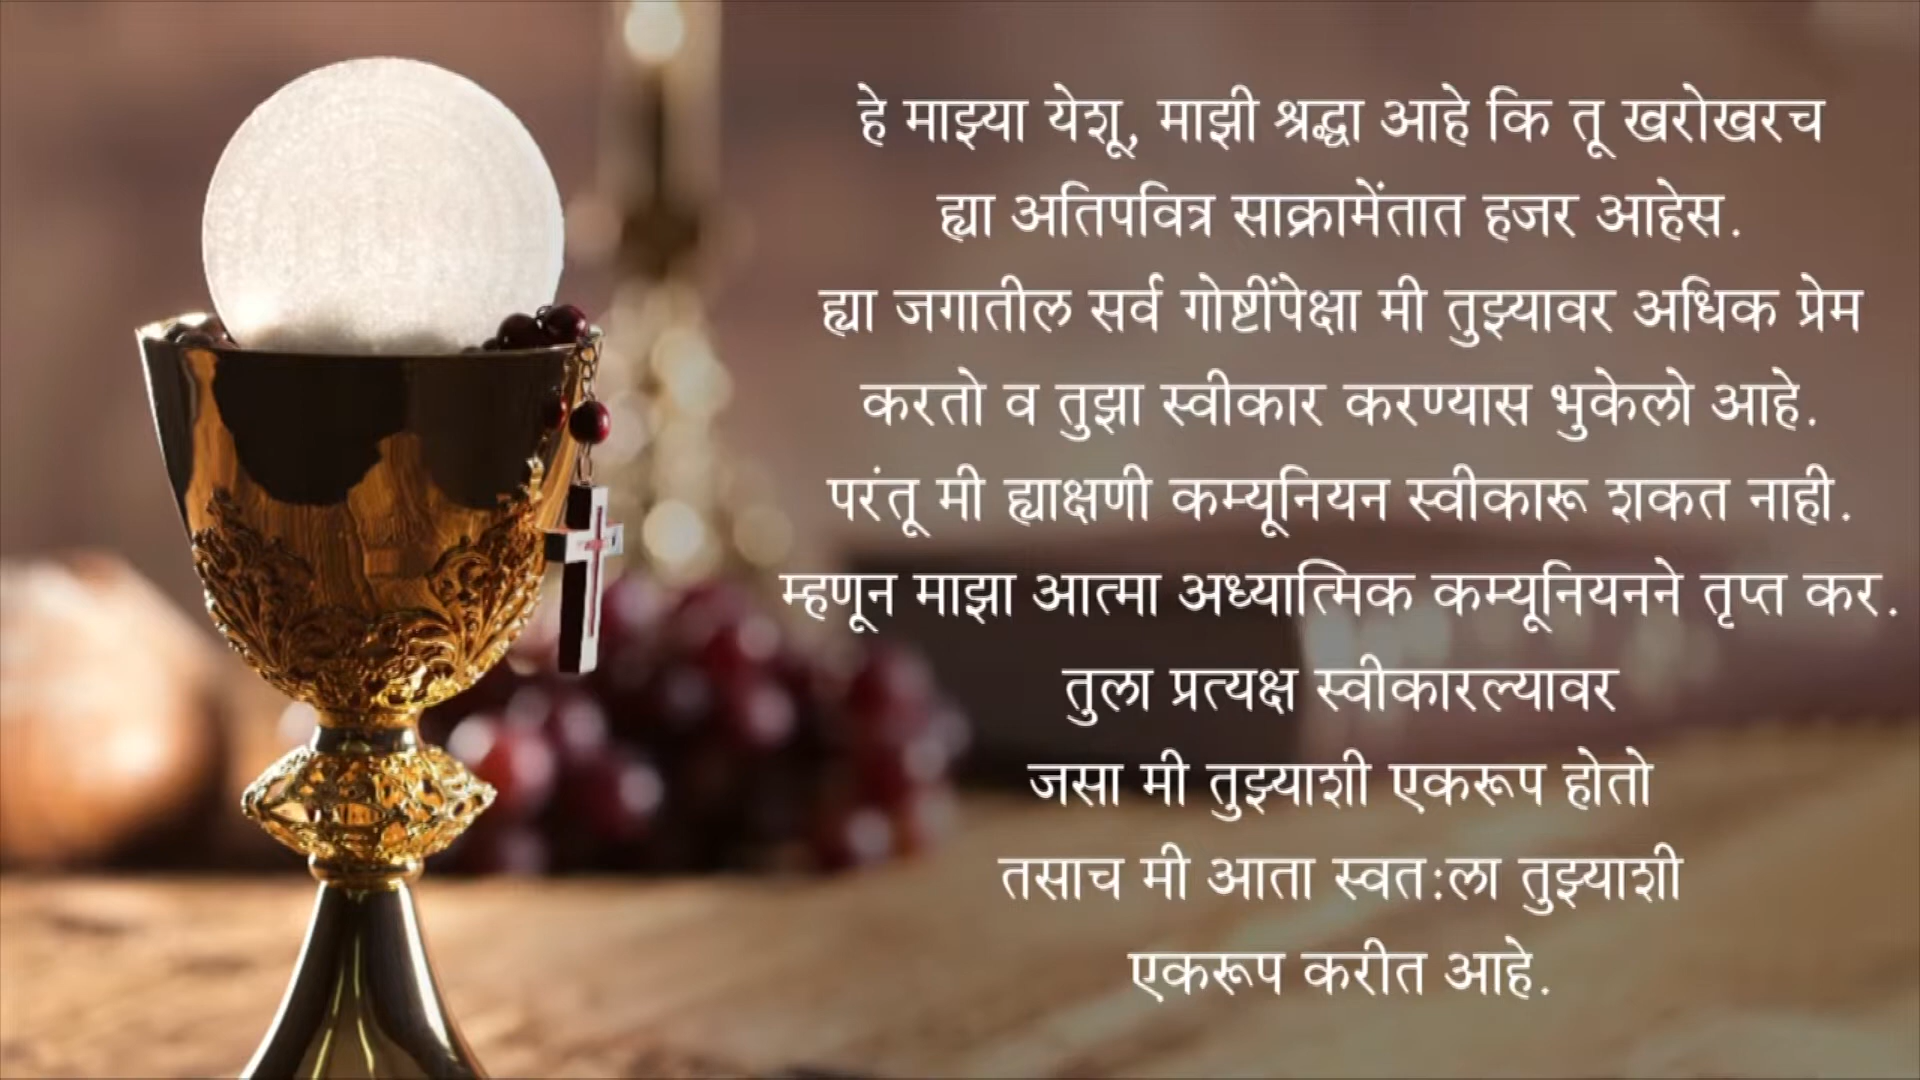 हे माझ्या येशू, माझी श्रद्धा आहे कि तू खरोखरच
ह्या अतिपवित्र साक्रामेंतात हजर आहेस.
ह्या जगातील सर्व गोष्टींपेक्षा मी तुझ्यावर अधिक प्रेम
करतो व तुझा स्वीकार करण्यास भुकेलो आहे.
परंतू मी ह्याक्षणी कम्यूनियन स्वीकारू शकत नाही.
म्हणून माझा आत्मा अध्यात्मिक कम्यूनियनने तृप्त कर.
तुला प्रत्यक्ष स्वीकारल्यावर
जसा मी तुझ्याशी एकरूप होतो
तसाच मी आता स्वत:ला तुझ्याशी
एकरूप करीत आहे.